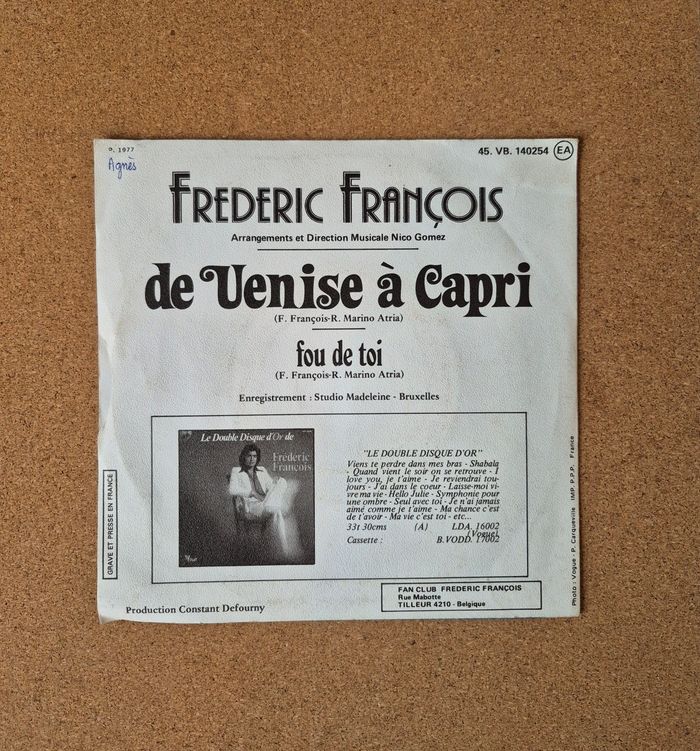 P. 1977
Agnès
45. VB. 140254 EA
FREDERIC FRANÇOIS
Arrangements et Direction Musicale Nico Gomez
de Venise à Capri
(F. François-R. Marino Atria)
fou de toi
(F. François-R. Marino Atria)
Enregistrement : Studio Madeleine - Bruxelles
Le Double Disque d'Or de
Fréderic
François
"LE DOUBLE DISQUE D'OR"
Viens te perdre dans mes bras - Shabala
- Quand vient le soir on se retrouve - I
love you, je t'aime - Je reviendrai tou-
jours - J'ai dans le coeur - Laisse-moi vi-
vre ma vie - Hello Julie - Symphonie pour
une ombre - Seul avec toi - Je n'ai jamais
aimé comme je t'aime - Ma chance c'est
de t'avoir - Ma vie c'est toi - etc...
33t 30cms (A) LDA. 16002
(Vogue)
Cassette : B.VODD. 17002
GRAVE ET PRESSE EN FRANCE
Photo : Vogue - P. Carqueville IMP P.P.P. France
Production Constant Defourny
FAN CLUB FREDERIC FRANÇOIS
Rue Mabotte
TILLEUR 4210 - Belgique